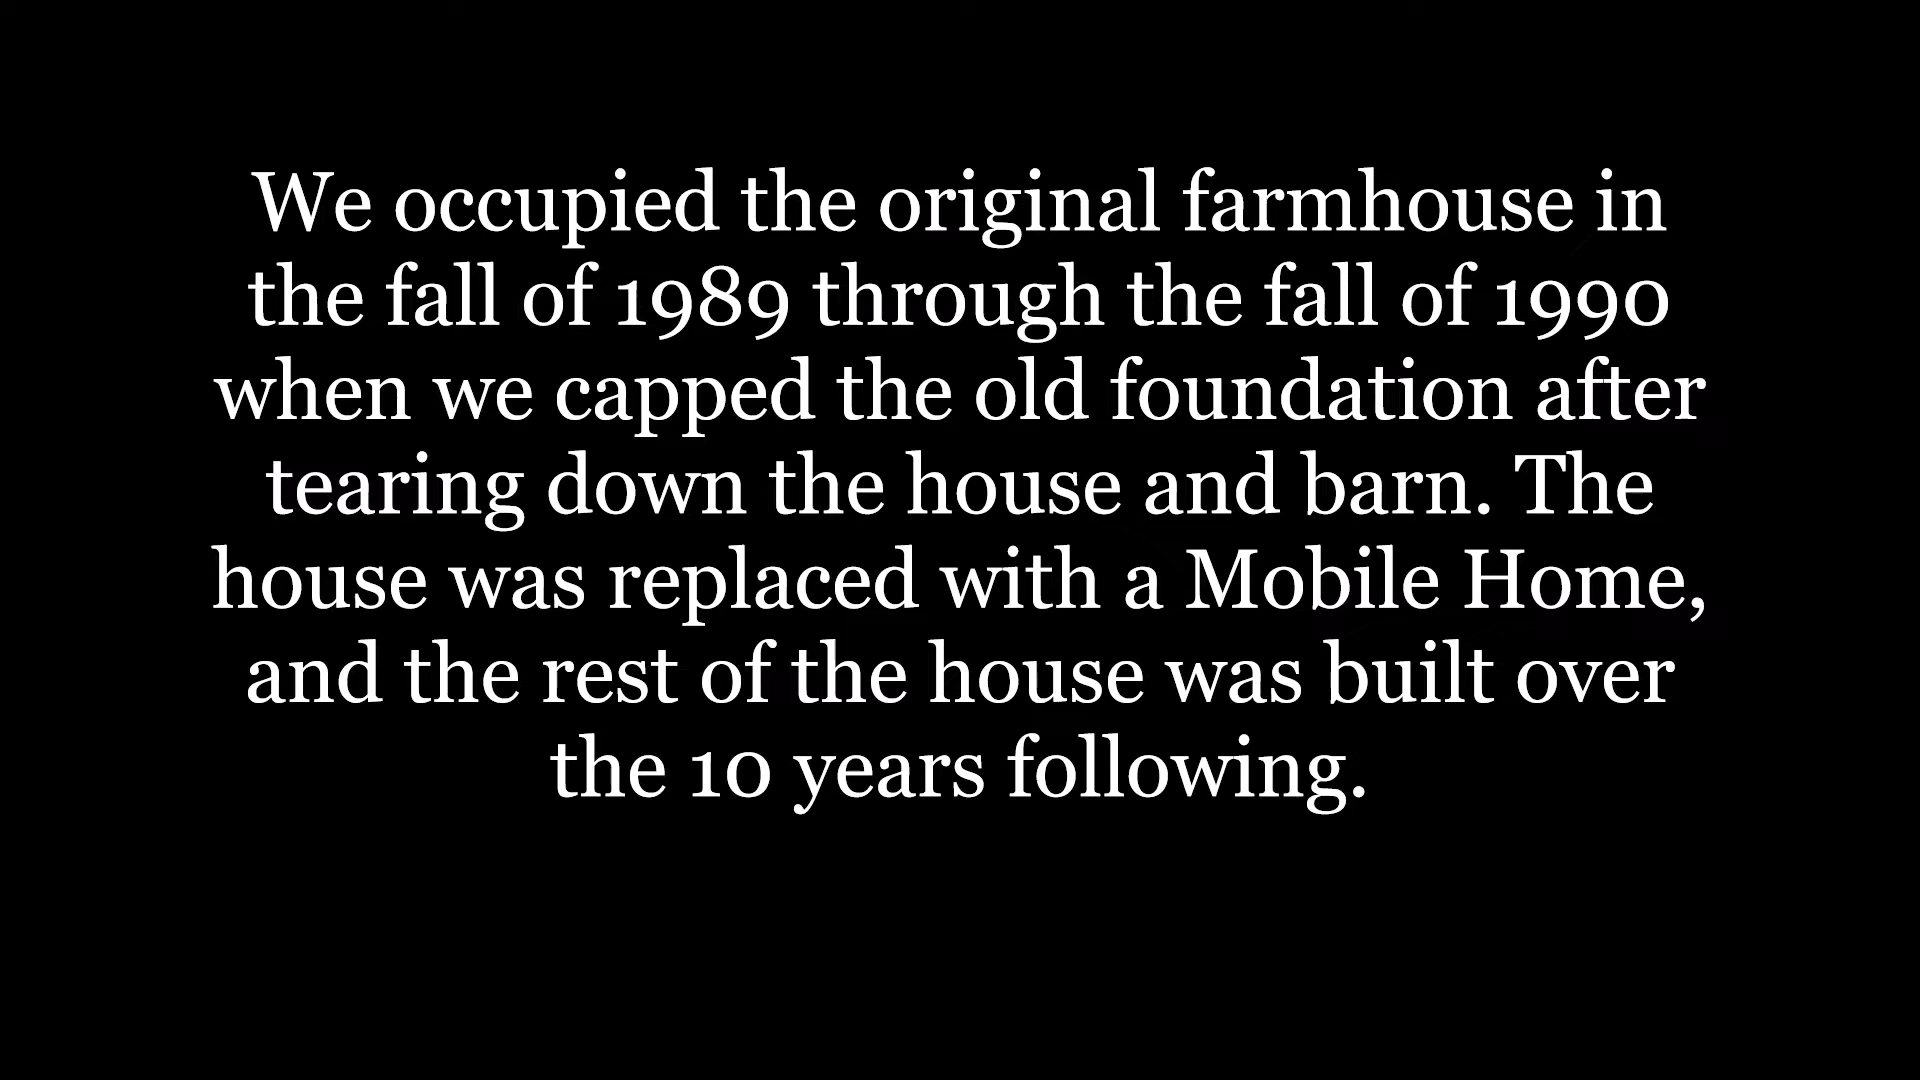 We occupied the original farmhouse in
the fall of 1989 through the fall of 1990
when we capped the old foundation after
tearing down the house and barn. The
house was replaced with a Mobile Home,
and the rest of the house was built over
the 10 years following.